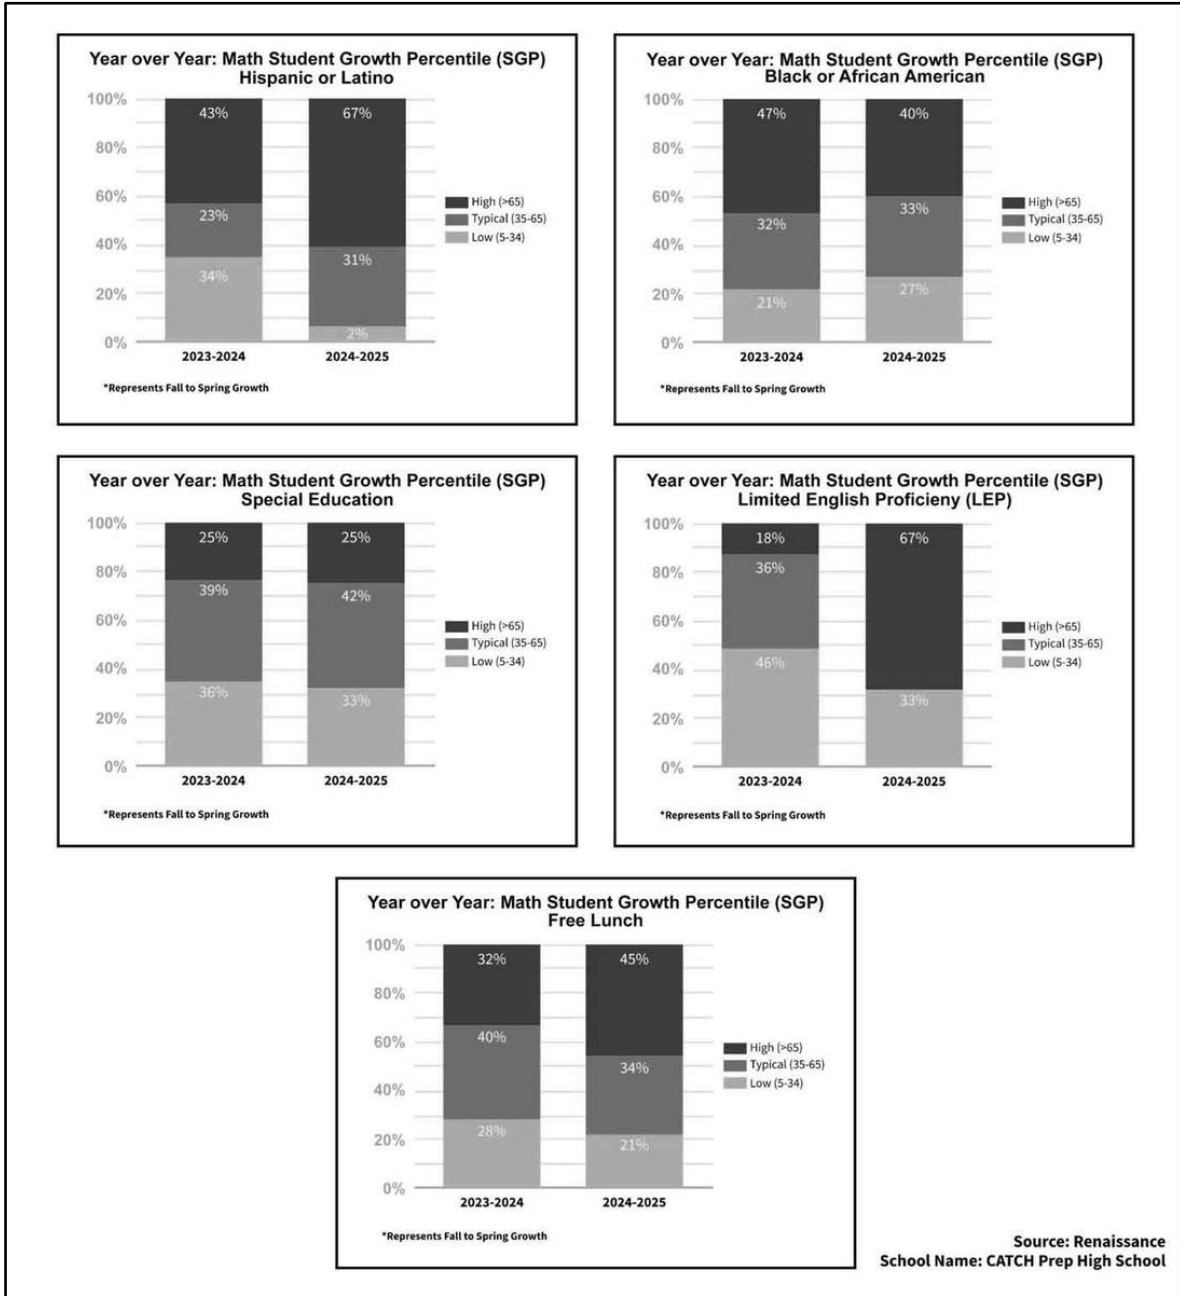 Year over Year: Math Student Growth Percentile (SGP)
Hispanic or Latino
100%
80%
60%
40%
20%
0%
43%
23%
34%
67%
31%
2%
High (>65)
Typical (35-65)
Low (5-34)
2023-2024
2024-2025
*Represents Fall to Spring Growth
Year over Year: Math Student Growth Percentile (SGP)
Black or African American
100%
80%
60%
40%
20%
0%
47%
32%
21%
40%
33%
27%
High (>65)
Typical (35-65)
Low (5-34)
2023-2024
2024-2025
*Represents Fall to Spring Growth
Year over Year: Math Student Growth Percentile (SGP)
Special Education
100%
80%
60%
40%
20%
0%
25%
39%
36%
25%
42%
33%
High (>65)
Typical (35-65)
Low (5-34)
2023-2024
2024-2025
*Represents Fall to Spring Growth
Year over Year: Math Student Growth Percentile (SGP)
Limited English Proficieny (LEP)
100%
80%
60%
40%
20%
0%
18%
36%
46%
67%
33%
High (>65)
Typical (35-65)
Low (5-34)
2023-2024
2024-2025
*Represents Fall to Spring Growth
Year over Year: Math Student Growth Percentile (SGP)
Free Lunch
100%
80%
60%
40%
20%
0%
32%
40%
28%
45%
34%
21%
High (>65)
Typical (35-65)
Low (5-34)
2023-2024
2024-2025
*Represents Fall to Spring Growth
Source: Renaissance
School Name: CATCH Prep High School